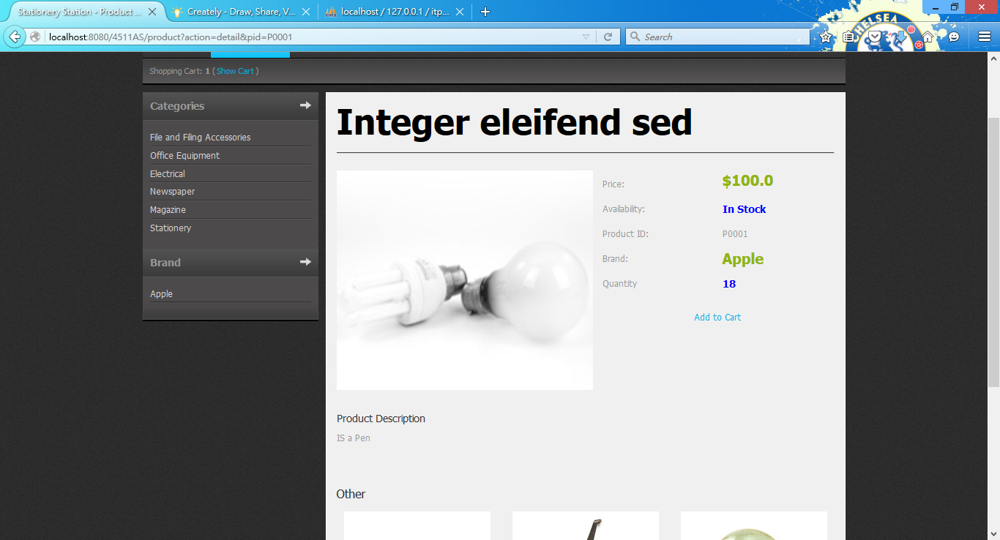 Stationery Station - Product ...
Creately - Draw, Share, V...
localhost / 127.0.0.1 / itp...
localhost:8080/4511AS/product?action=detail&pid=P0001
Search
CHELSEA
Shopping Cart: 1 ( Show Cart )
Categories
File and Filing Accessories
Office Equipment
Electrical
Newspaper
Magazine
Stationery
Brand
Apple
Integer eleifend sed
Price: $100.0
Availability: In Stock
Product ID: P0001
Brand: Apple
Quantity 18
Add to Cart
Product Description
IS a Pen
Other